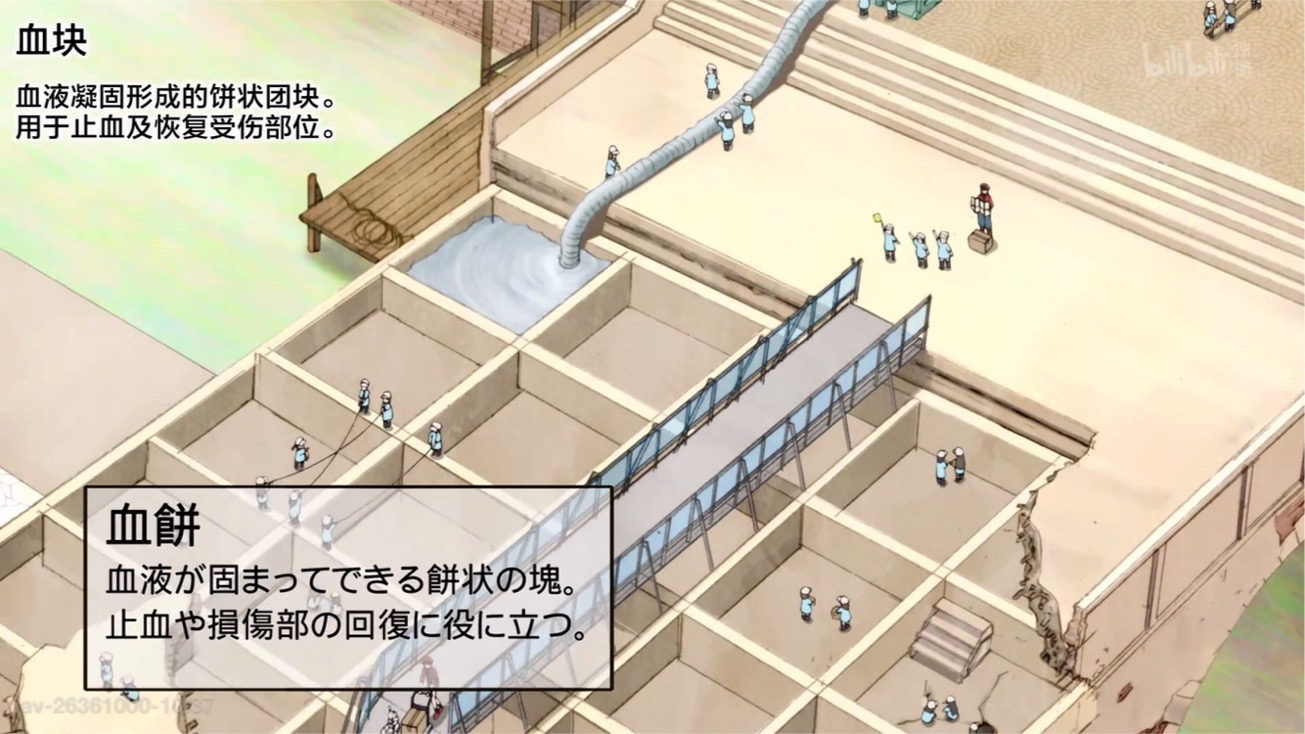 血块
血液凝固形成的饼状团块。
用于止血及恢复受伤部位。
bilibili
血餅
血液が固まってできる餅状の塊。
止血や損傷部の回復に役に立つ。